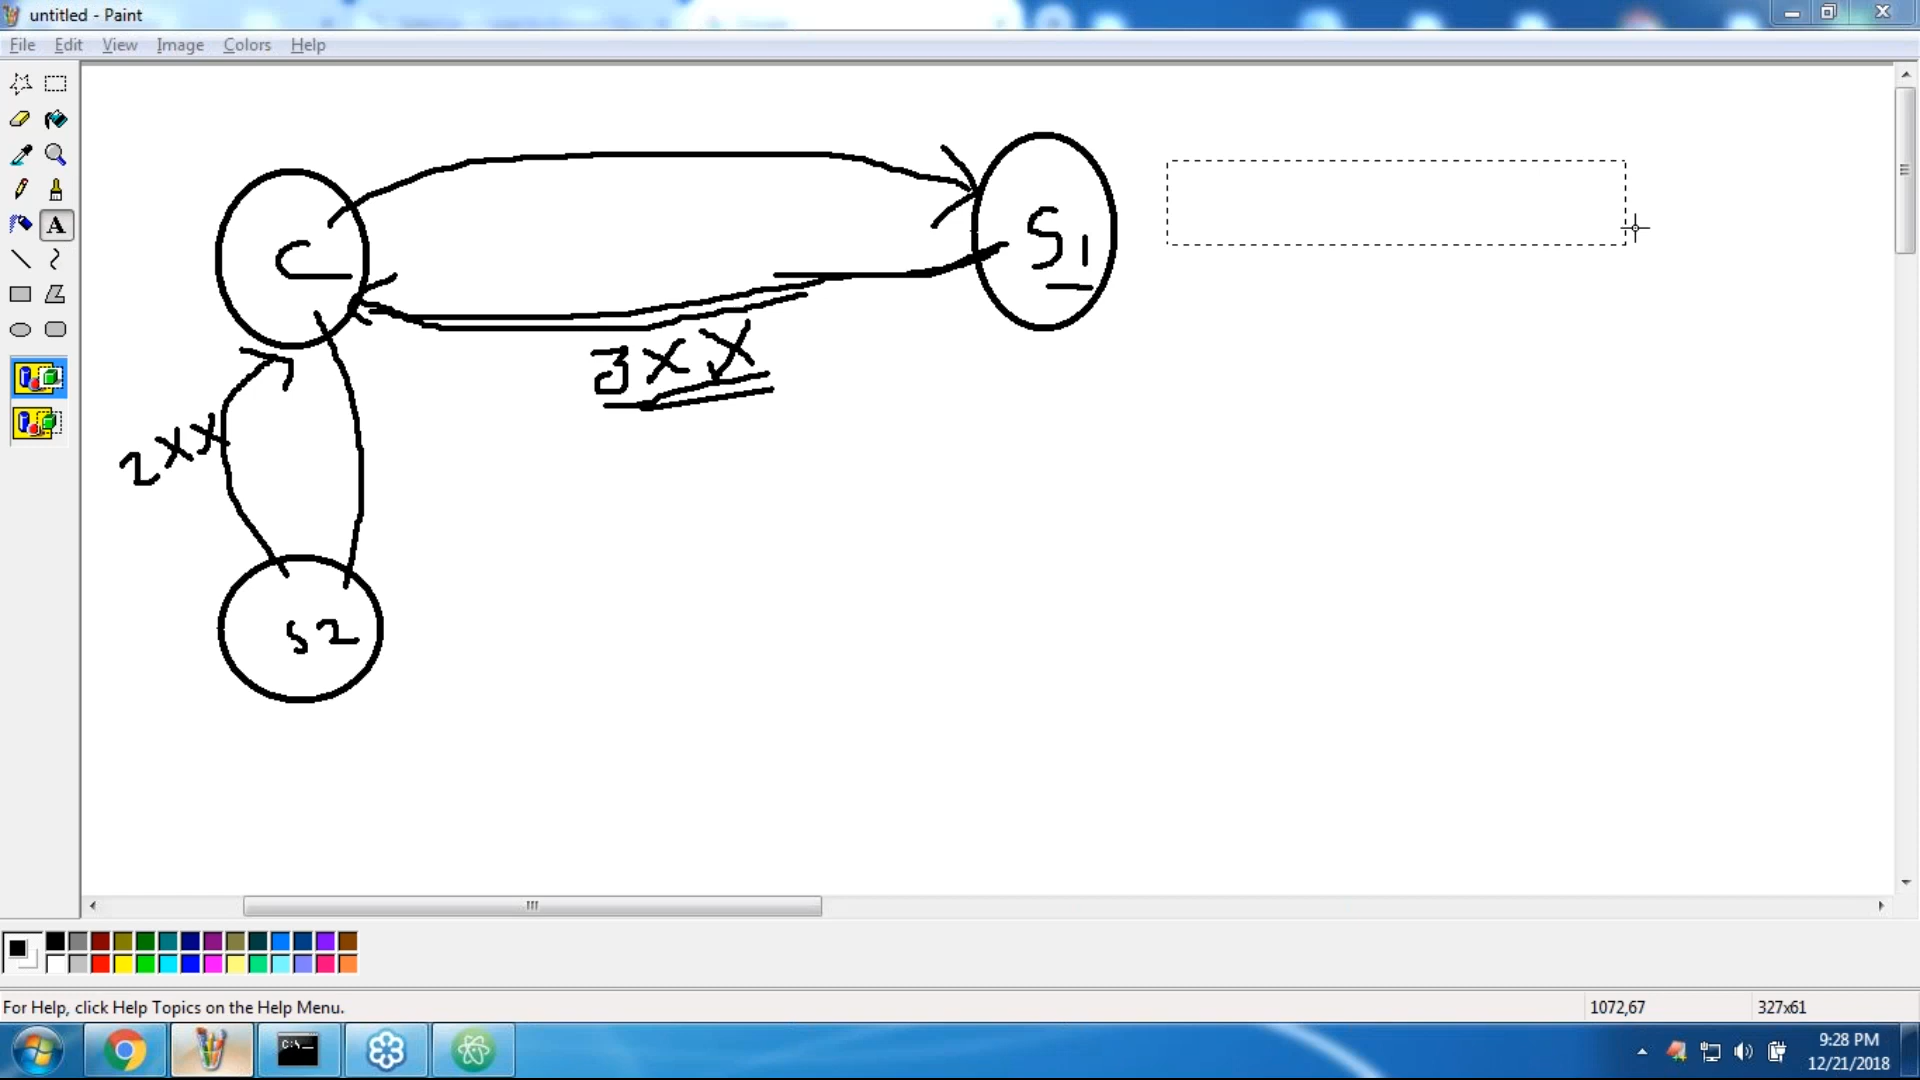 untitled - Paint
File Edit View Image Colors Help
A
C
S1
3XX
2XX
S2
For Help, click Help Topics on the Help Menu.
1072,67
327x61
C:\_
9:28 PM
12/21/2018